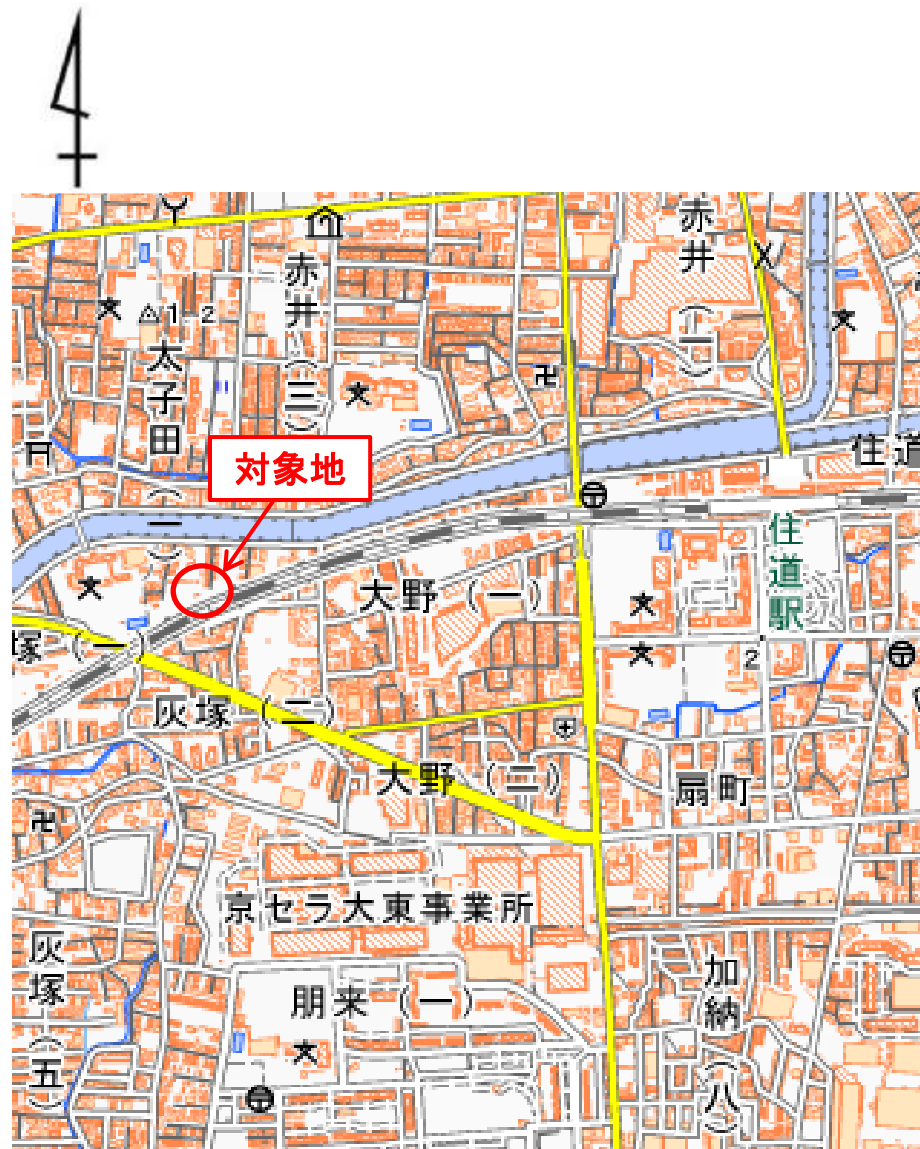 赤井(三)
赤井(一)
1.2
太子田(一)
住道
対象地
住道駅
大野(一)
塚(一)
2
灰塚(二)
大野(二)
扇町
京セラ大東事業所
灰塚(五)
加納(八)
朋来(一)